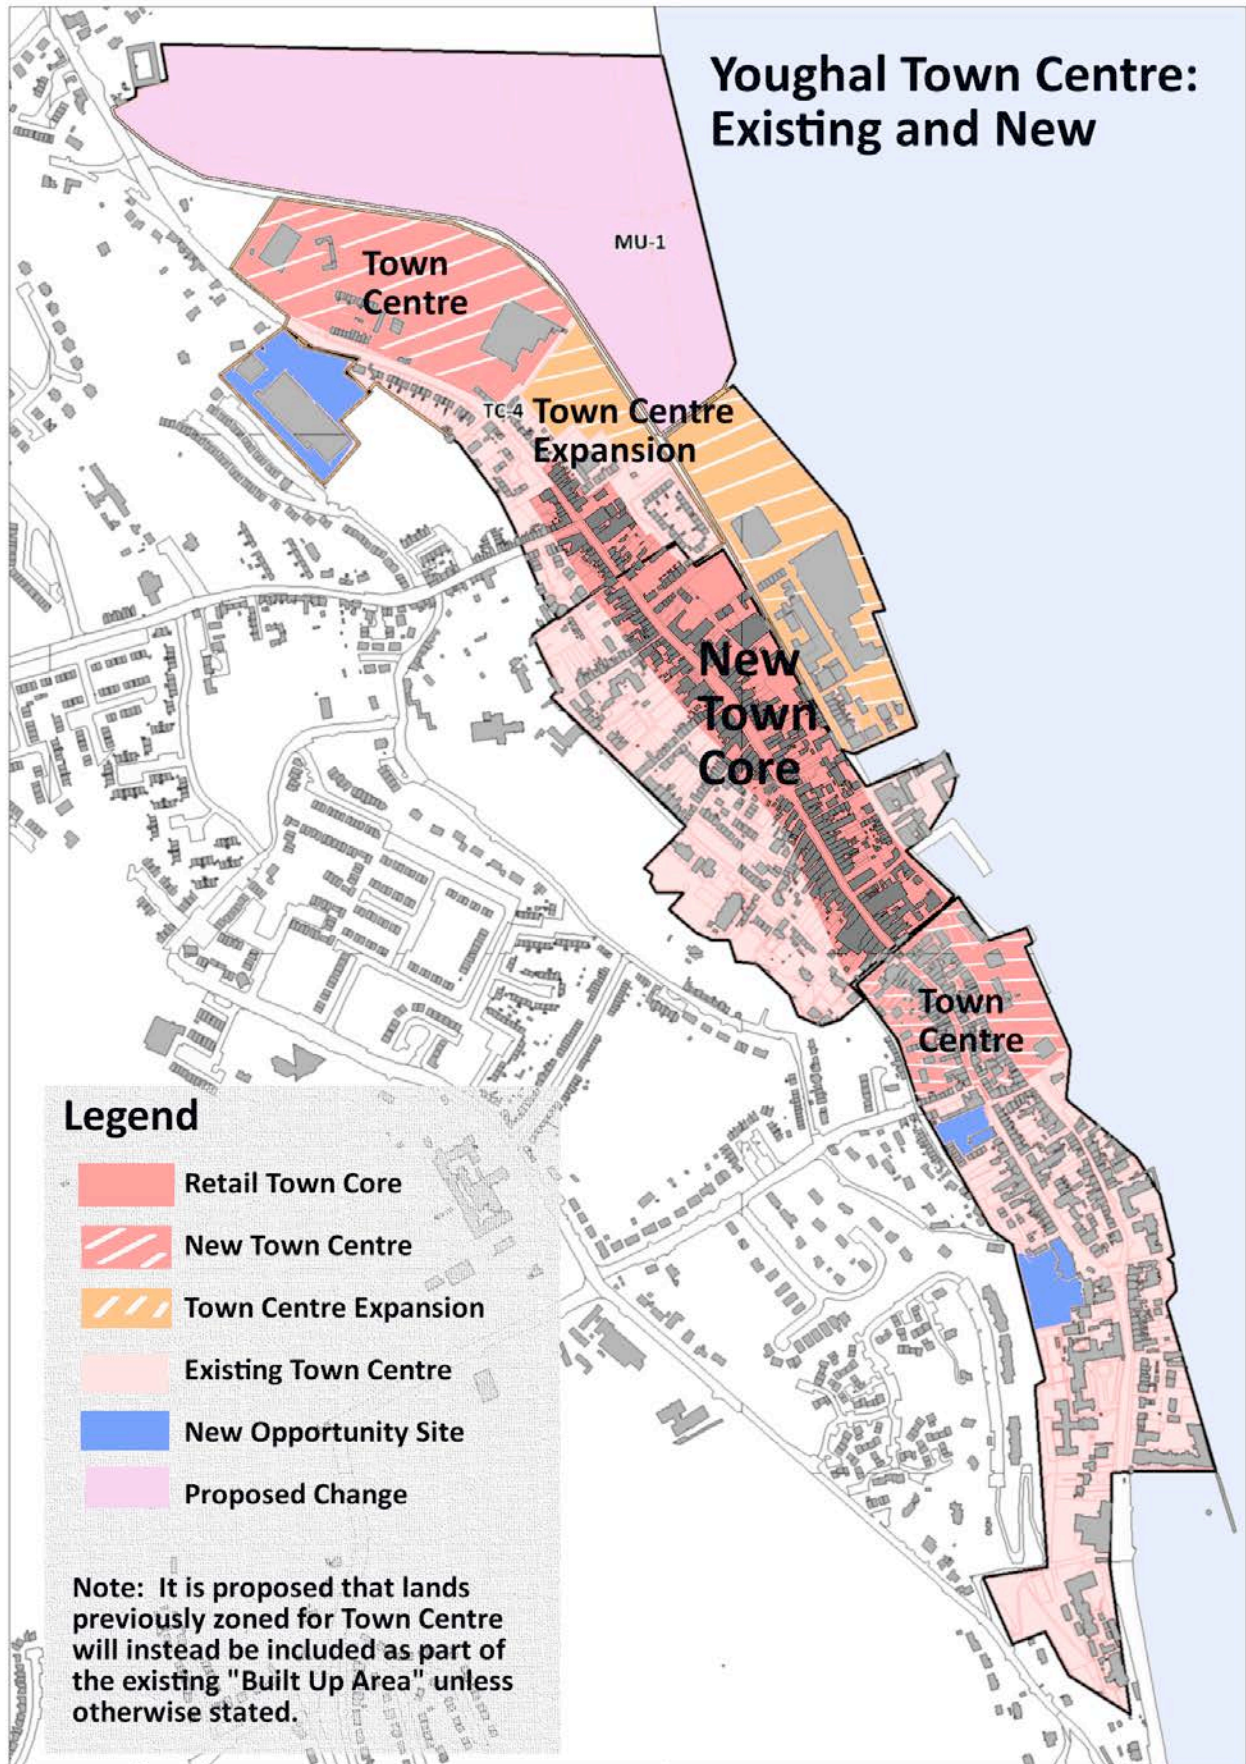 Youghal Town Centre:
Existing and New
MU-1
Town
Centre
TC-4
Town Centre
Expansion
New
Town
Core
Town
Centre
Legend
Retail Town Core
New Town Centre
Town Centre Expansion
Existing Town Centre
New Opportunity Site
Proposed Change
Note: It is proposed that lands
previously zoned for Town Centre
will instead be included as part of
the existing "Built Up Area" unless
otherwise stated.